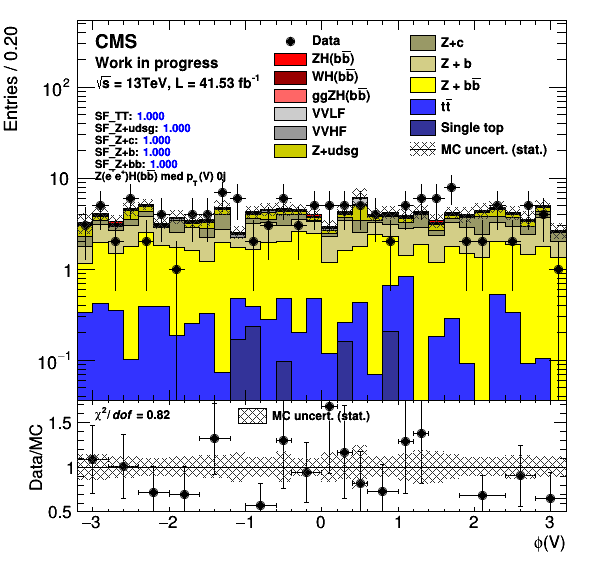 CMS
Work in progress
√s = 13TeV, L = 41.53 fb⁻¹
SF_TT: 1.000
SF_Z+udsg: 1.000
SF_Z+c: 1.000
SF_Z+b: 1.000
SF_Z+bb: 1.000
Z(e⁻e⁺)H(bb̅) med p_T(V) 0j
Data
ZH(bb̅)
WH(bb̅)
ggZH(bb̅)
VVLF
VVHF
Z+udsg
Z+c
Z + b
Z + bb̅
tt̅
Single top
MC uncert. (stat.)
Entries / 0.20
10²
10
1
10⁻¹
χ²/dof = 0.82
MC uncert. (stat.)
Data/MC
1.5
1
0.5
−3 −2 −1 0 1 2 3
ϕ(V)